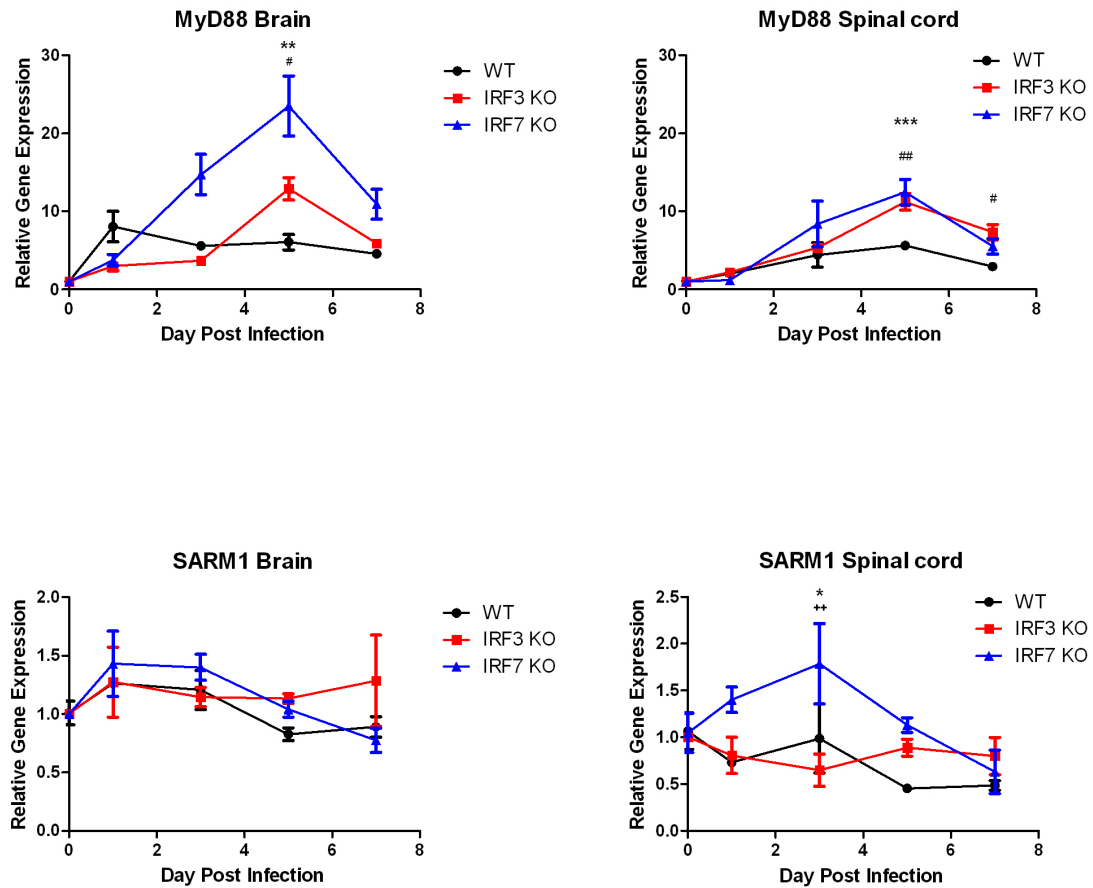 MyD88 Brain
Relative Gene Expression
30
20
10
0
0 2 4 6 8
Day Post Infection
**
#
WT
IRF3 KO
IRF7 KO
MyD88 Spinal cord
Relative Gene Expression
30
20
10
0
0 2 4 6 8
Day Post Infection
***
##
#
WT
IRF3 KO
IRF7 KO
SARM1 Brain
Relative Gene Expression
2.0
1.5
1.0
0.5
0.0
0 2 4 6 8
Day Post Infection
WT
IRF3 KO
IRF7 KO
SARM1 Spinal cord
Relative Gene Expression
2.5
2.0
1.5
1.0
0.5
0.0
0 2 4 6 8
Day Post Infection
*
++
WT
IRF3 KO
IRF7 KO